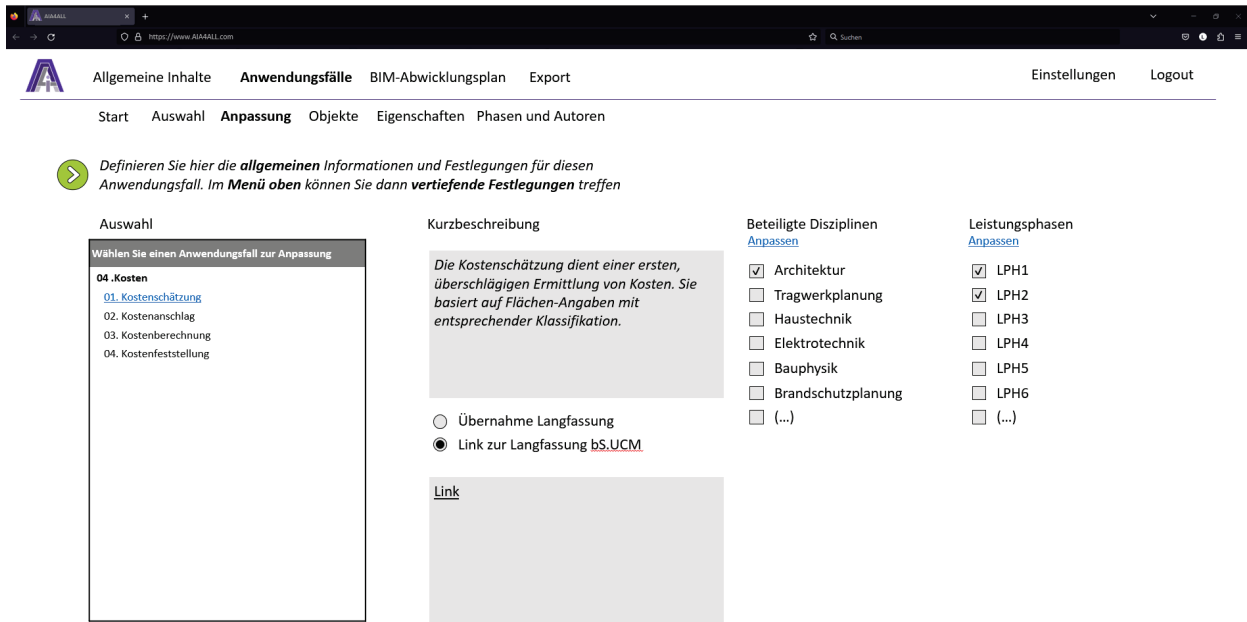 AIA4ALL
https://www.AIA4ALL.com
Suchen
Allgemeine Inhalte Anwendungsfälle BIM-Abwicklungsplan Export Einstellungen Logout
Start Auswahl Anpassung Objekte Eigenschaften Phasen und Autoren
Definieren Sie hier die allgemeinen Informationen und Festlegungen für diesen
Anwendungsfall. Im Menü oben können Sie dann vertiefende Festlegungen treffen
Auswahl
Wählen Sie einen Anwendungsfall zur Anpassung
04 .Kosten
01. Kostenschätzung
02. Kostenanschlag
03. Kostenberechnung
04. Kostenfeststellung
Kurzbeschreibung
Die Kostenschätzung dient einer ersten,
überschlägigen Ermittlung von Kosten. Sie
basiert auf Flächen-Angaben mit
entsprechender Klassifikation.
Übernahme Langfassung
Link zur Langfassung bS.UCM
Link
Beteiligte Disziplinen
Anpassen
Architektur
Tragwerkplanung
Haustechnik
Elektrotechnik
Bauphysik
Brandschutzplanung
(...)
Leistungsphasen
Anpassen
LPH1
LPH2
LPH3
LPH4
LPH5
LPH6
(...)